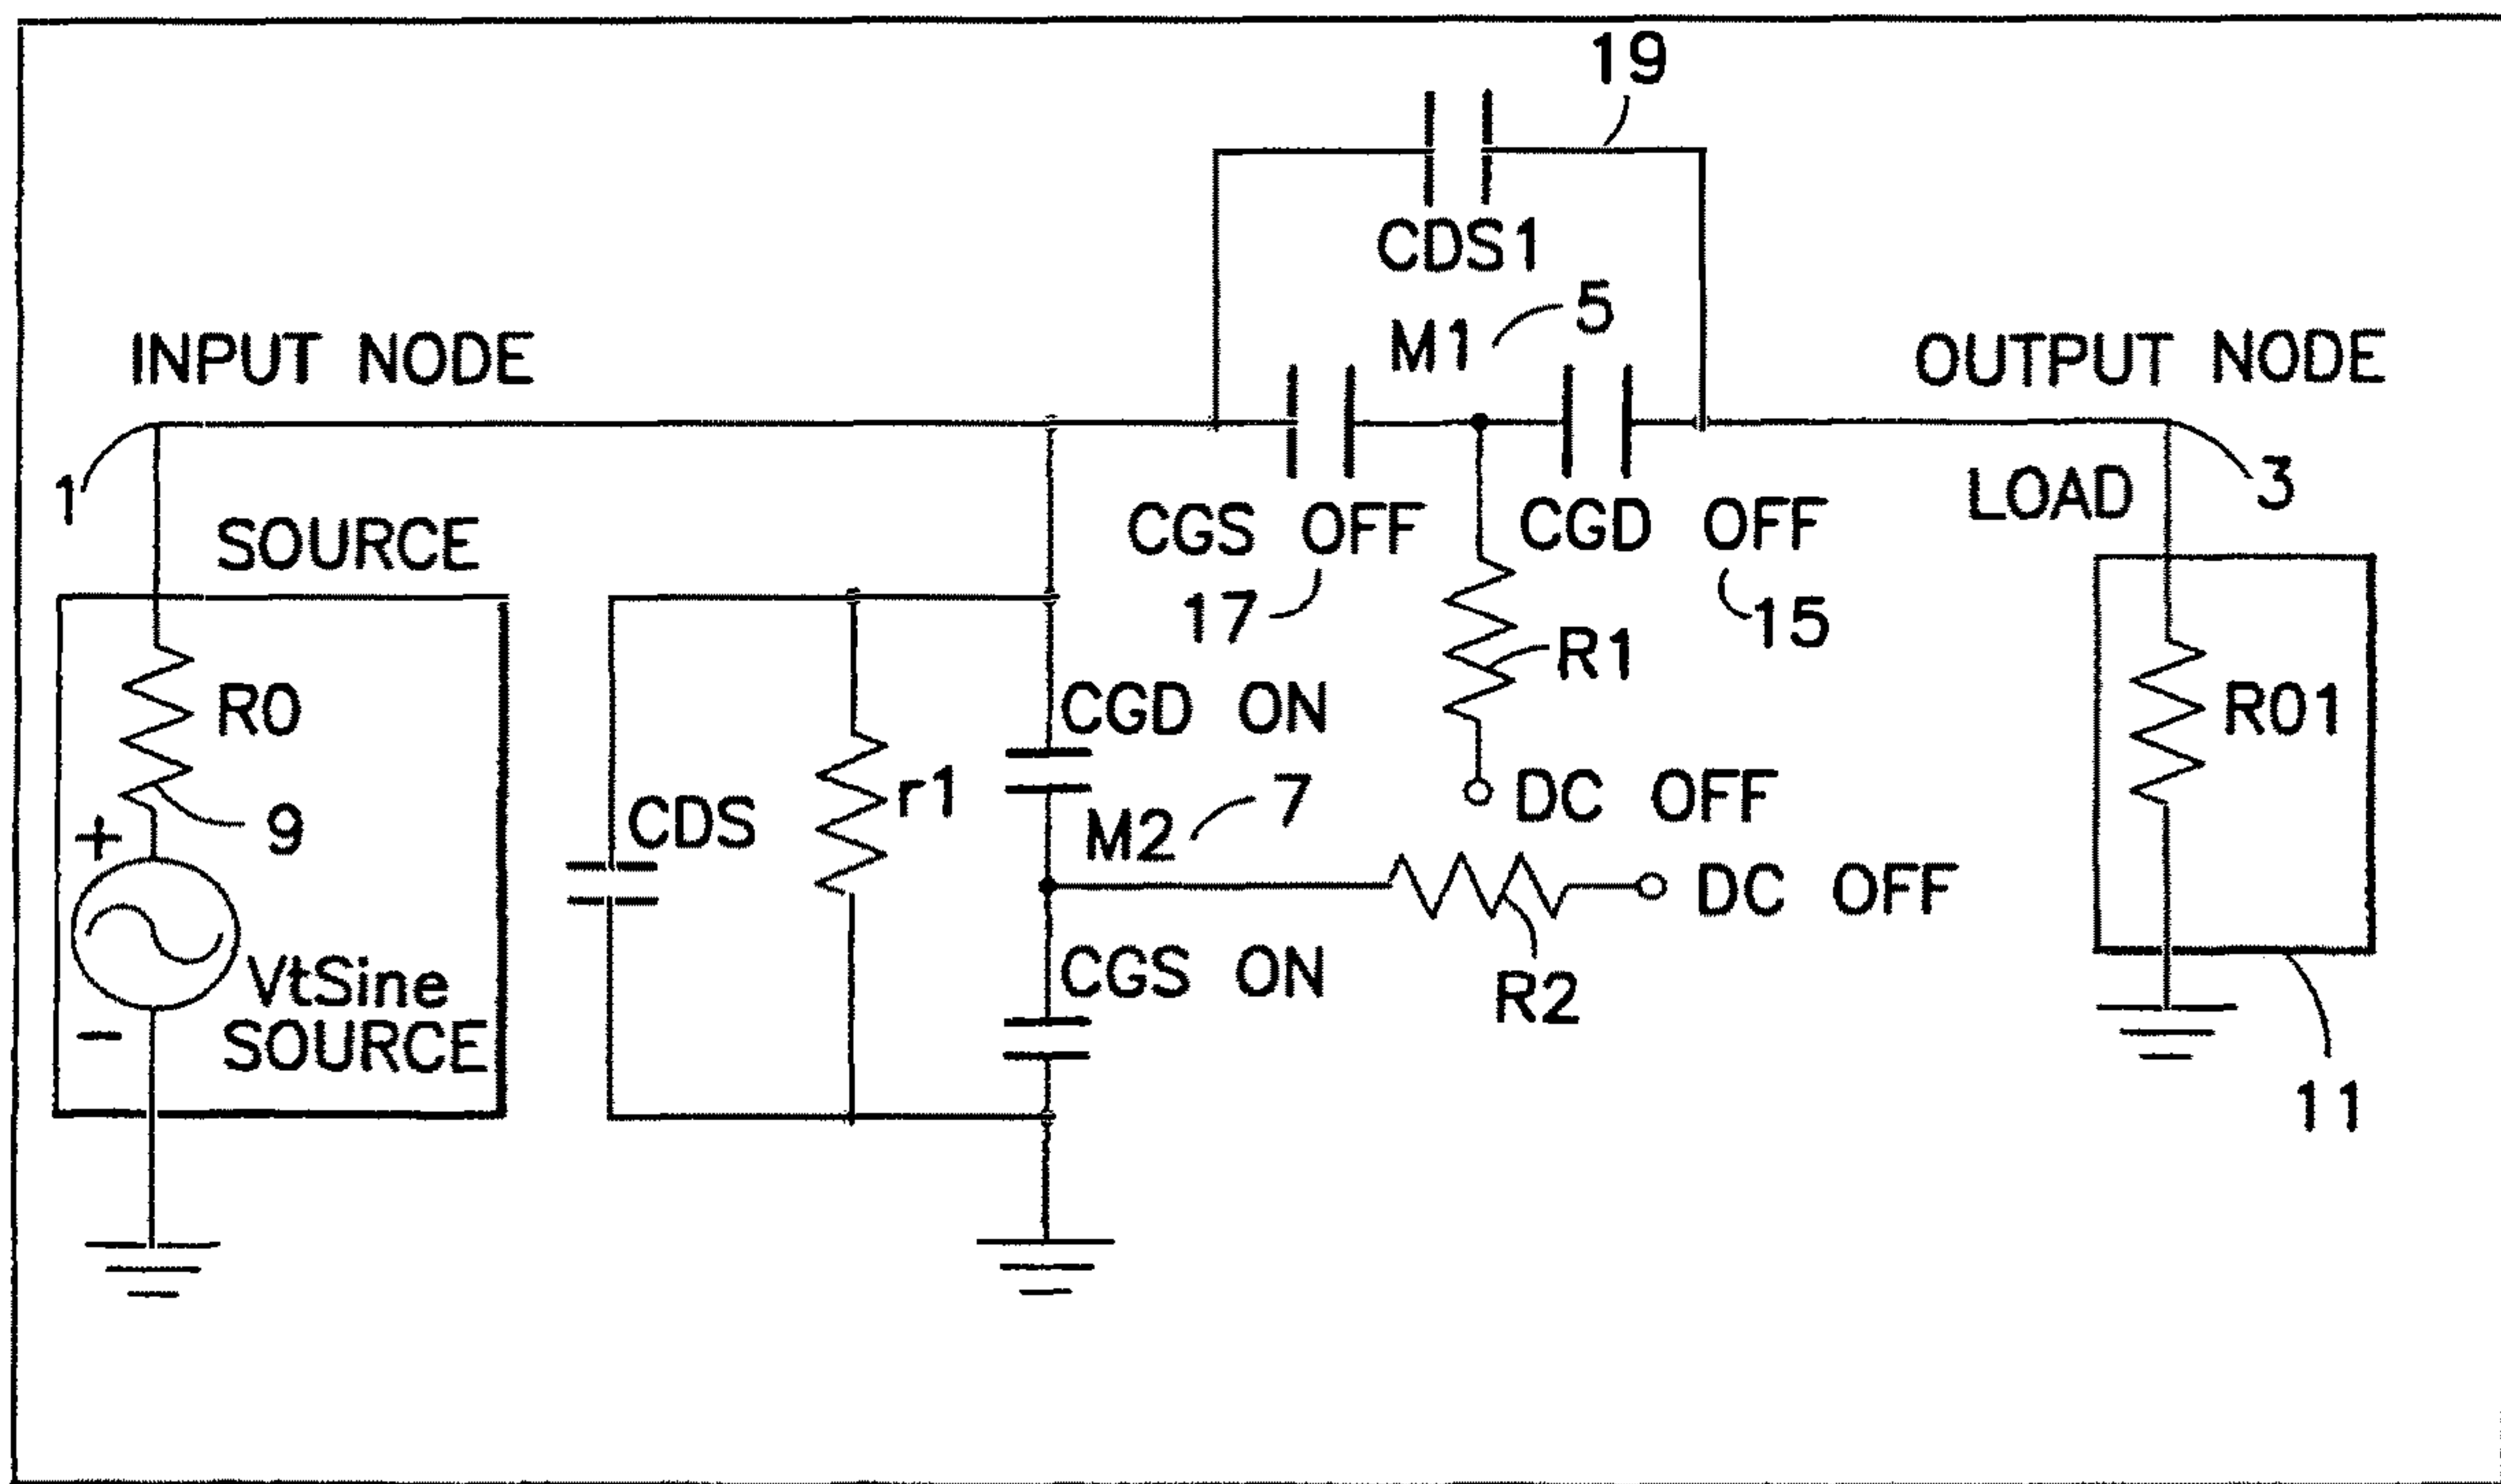 19
CDS1
M1
5
INPUT NODE
OUTPUT NODE
1
3
SOURCE
CGS OFF
CGD OFF
LOAD
17
15
R1
R0
CGD ON
R01
r1
CDS
9
+
M2
7
DC OFF
DC OFF
VtSine
SOURCE
-
CGS ON
R2
11